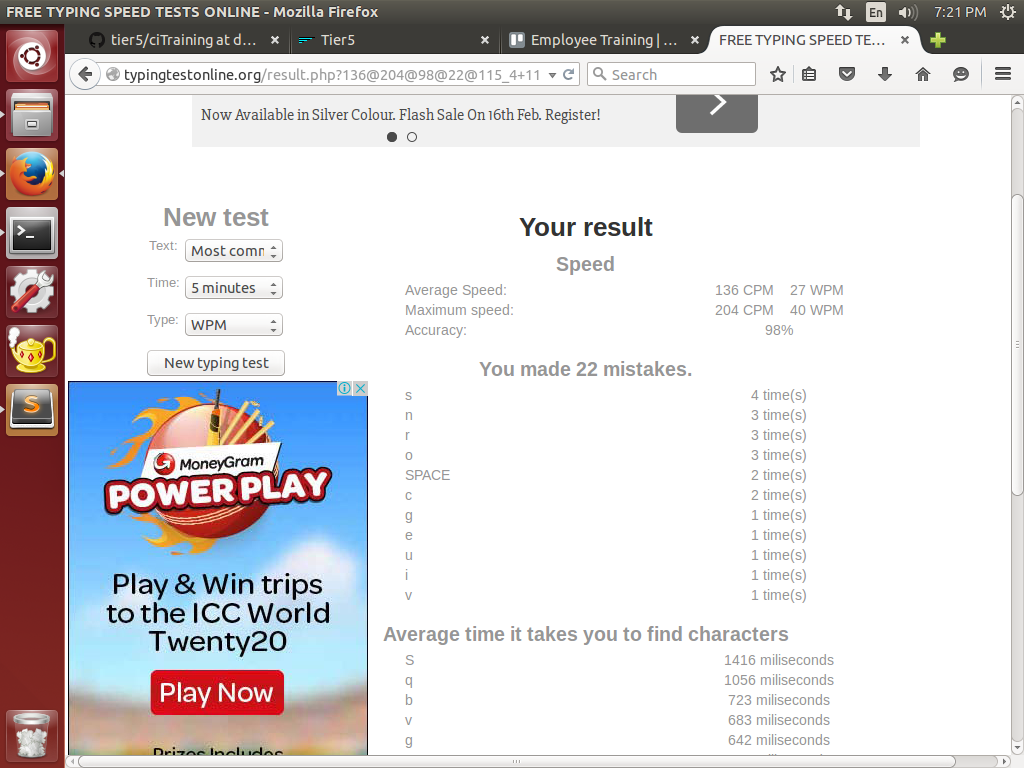 FREE TYPING SPEED TESTS ONLINE - Mozilla Firefox
En
7:21 PM
tier5/ciTraining at d...
Tier5
Employee Training | ...
FREE TYPING SPEED TE...
typingtestonline.org/result.php?136@204@98@22@115_4+11
Search
Now Available in Silver Colour. Flash Sale On 16th Feb. Register!
New test
Text: Most comm
Time: 5 minutes
Type: WPM
New typing test
MoneyGram
POWER PLAY
Play & Win trips
to the ICC World
Twenty20
Play Now
Prizes Includes
Your result
Speed
Average Speed: 136 CPM 27 WPM
Maximum speed: 204 CPM 40 WPM
Accuracy: 98%
You made 22 mistakes.
s 4 time(s)
n 3 time(s)
r 3 time(s)
o 3 time(s)
SPACE 2 time(s)
c 2 time(s)
g 1 time(s)
e 1 time(s)
u 1 time(s)
i 1 time(s)
v 1 time(s)
Average time it takes you to find characters
S 1416 miliseconds
q 1056 miliseconds
b 723 miliseconds
v 683 miliseconds
g 642 miliseconds